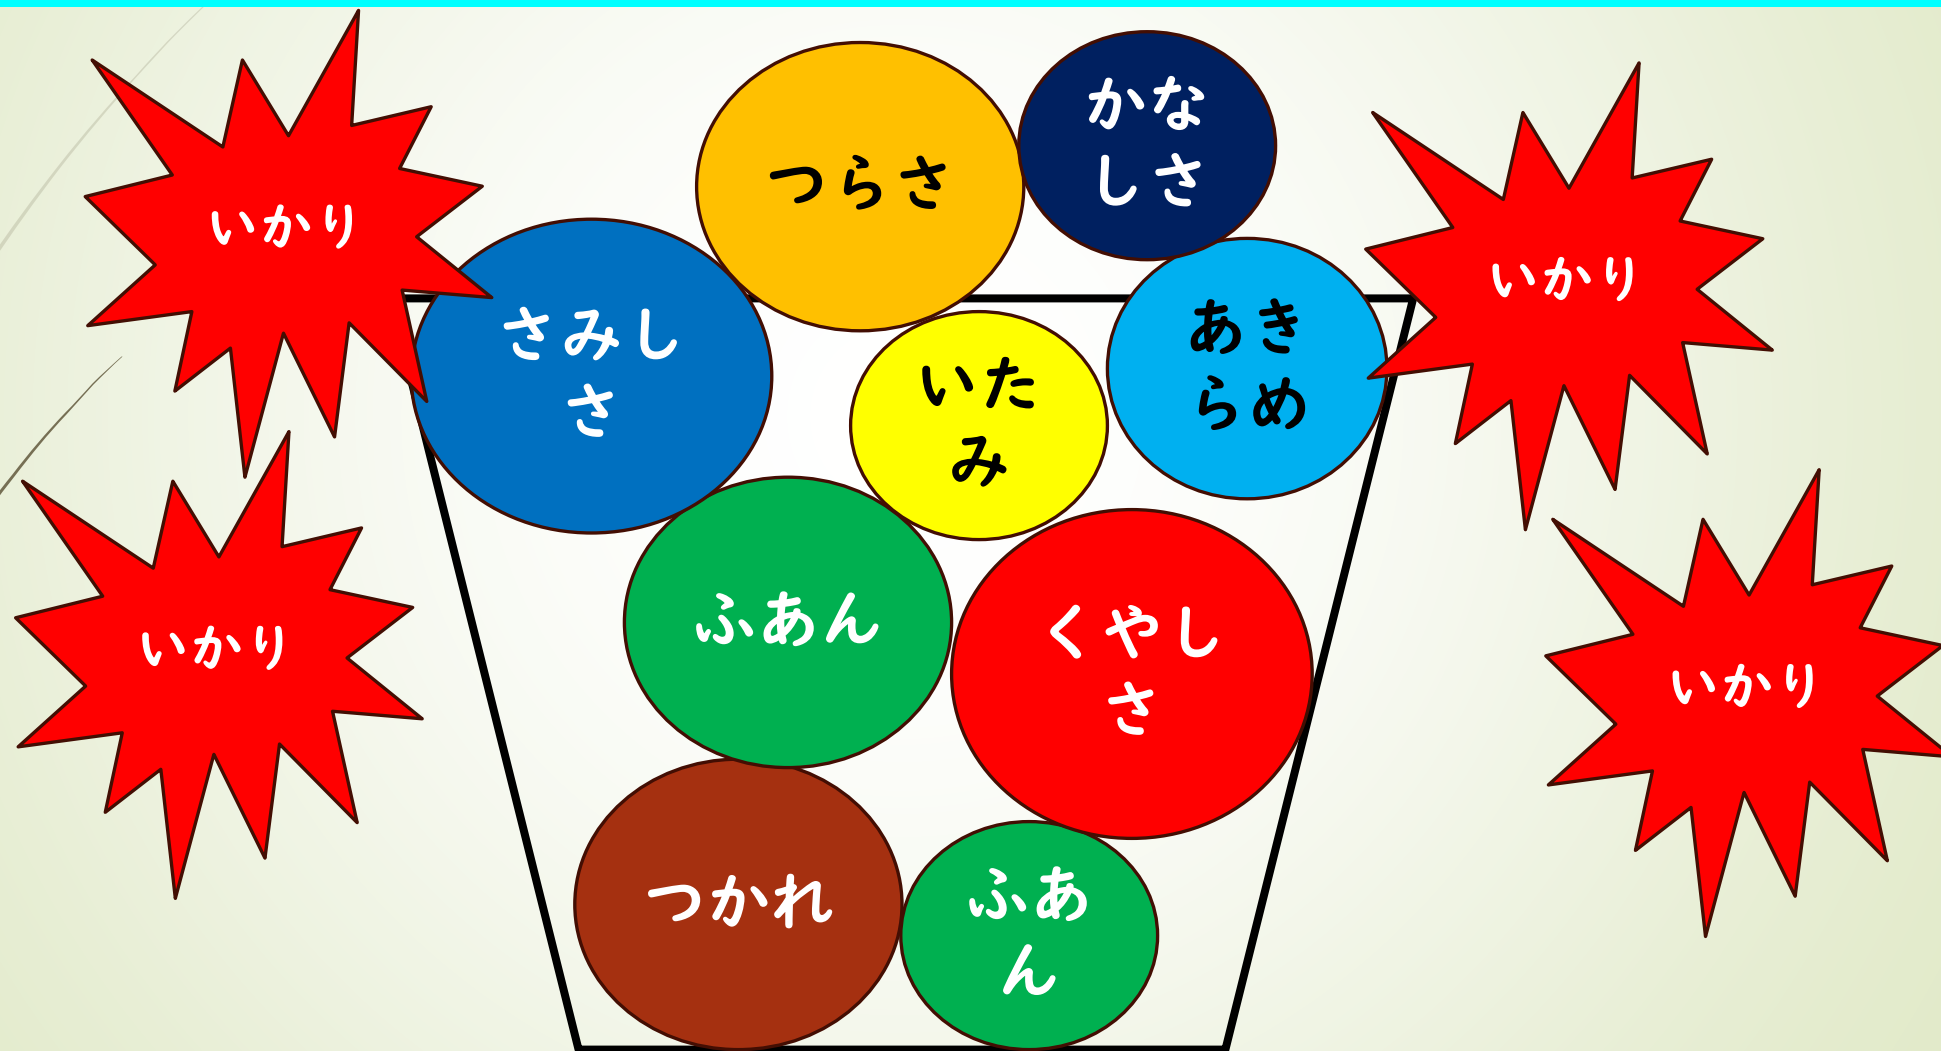 かな
しさ
つらさ
いかり
いかり
さみし
さ
あき
らめ
いた
み
ふあん
くやし
さ
いかり
いかり
つかれ
ふあ
ん